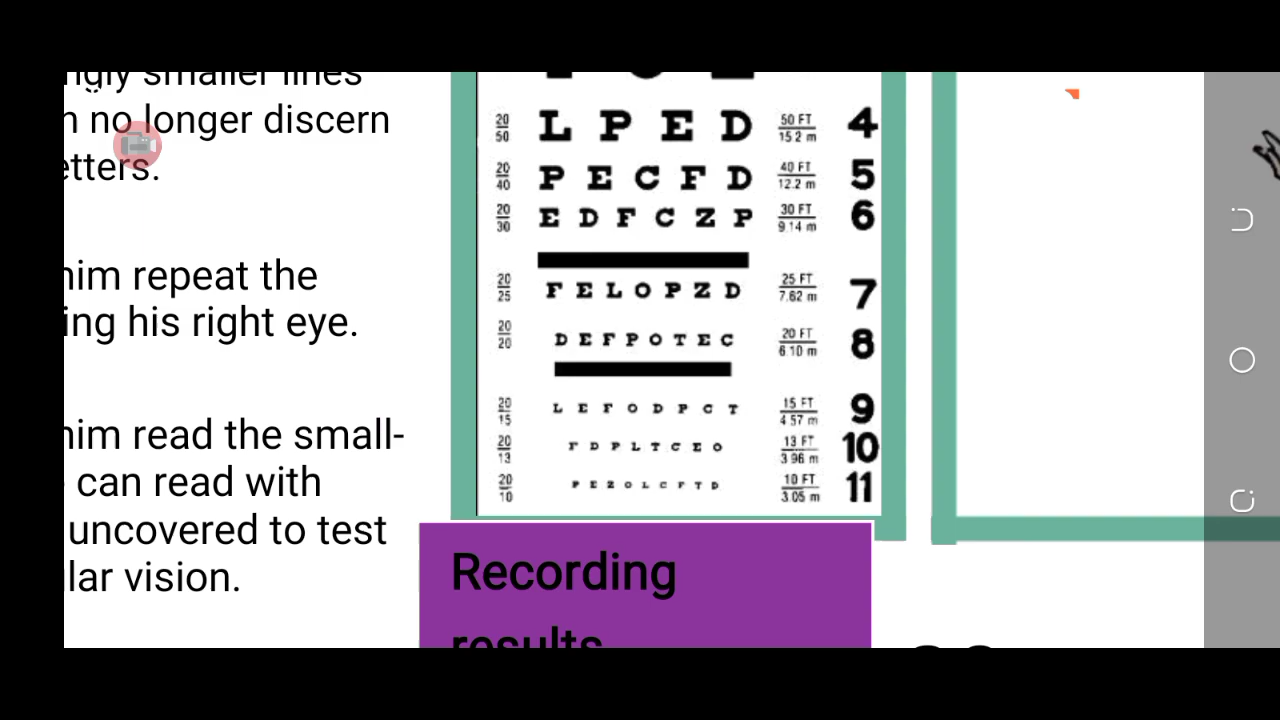 smaller lines
no longer discern
etters.
him repeat the
ing his right eye.
him read the small-
can read with
uncovered to test
lar vision.
20/50 L P E D 50 FT/15.2 m 4
20/40 P E C F D 40 FT/12.2 m 5
20/30 E D F C Z P 30 FT/9.14 m 6
20/25 F E L O P Z D 25 FT/7.62 m 7
20/20 D E F P O T E C 20 FT/6.10 m 8
20/15 L E F O D P C T 15 FT/4.57 m 9
20/13 F D P L T C E O 13 FT/3.96 m 10
20/10 P E Z O L C F T D 10 FT/3.05 m 11
Recording
results